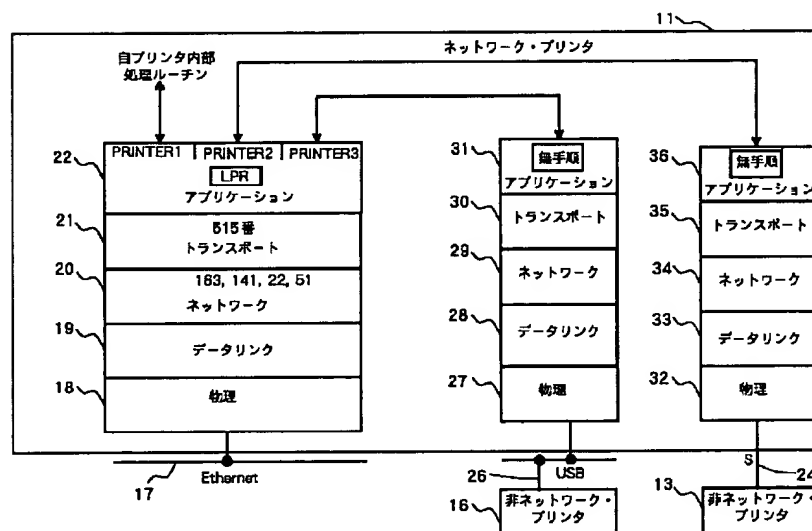 11
自プリンタ内部
処理ルーチン
ネットワーク・プリンタ
22
PRINTER1
PRINTER2
PRINTER3
LPR
アプリケーション
21
515番
トランスポート
20
163, 141, 22, 51
ネットワーク
19
データリンク
18
物理
17
Ethernet
31
無手順
アプリケーション
30
トランスポート
29
ネットワーク
28
データリンク
27
物理
26
USB
16
非ネットワーク・
プリンタ
36
無手順
アプリケーション
35
トランスポート
34
ネットワーク
33
データリンク
32
物理
S
24
13
非ネットワーク・
プリンタ